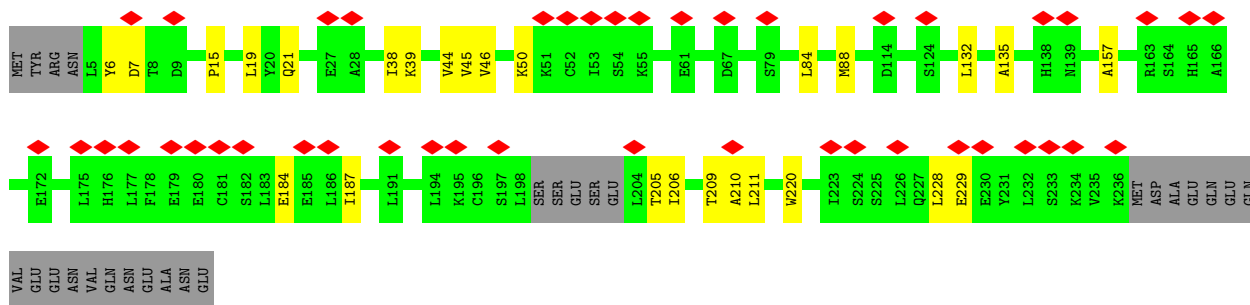 MET TYR ARG ASN L5 Y6 D7 T8 D9 P15 L19 Y20 Q21 E27 A28 I38 K39 V44 V45 V46 K50 K51 C52 I53 S54 K55 E61 D67 S79 L84 M88 D114 S124 L132 A135 H138 N139 A157 R163 S164 H165 A166
E172 L175 H176 L177 F178 E179 E180 C181 S182 L183 E184 E185 L186 I187 L191 L194 K195 C196 S197 L198 SER SER GLU SER GLU L204 T205 I206 T209 A210 L211 W220 I223 S224 S225 L226 Q227 L228 E229 E230 Y231 L232 S233 K234 V235 K236 MET ASP ALA GLU GLN GLU GLN
VAL GLU GLU ASN VAL GLN ASN GLU ALA ASN GLU